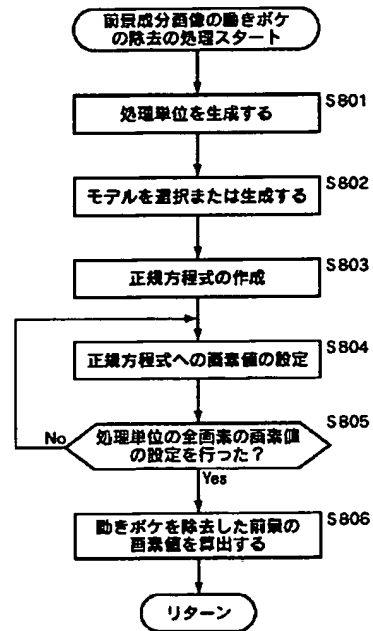 前景成分画像の動きボケ
の除去の処理スタート
S801
処理単位を生成する
S802
モデルを選択または生成する
S803
正規方程式の作成
S804
正規方程式への画素値の設定
S805
処理単位の全画素の画素値
の設定を行った?
No
Yes
S806
動きボケを除去した前景の
画素値を算出する
リターン